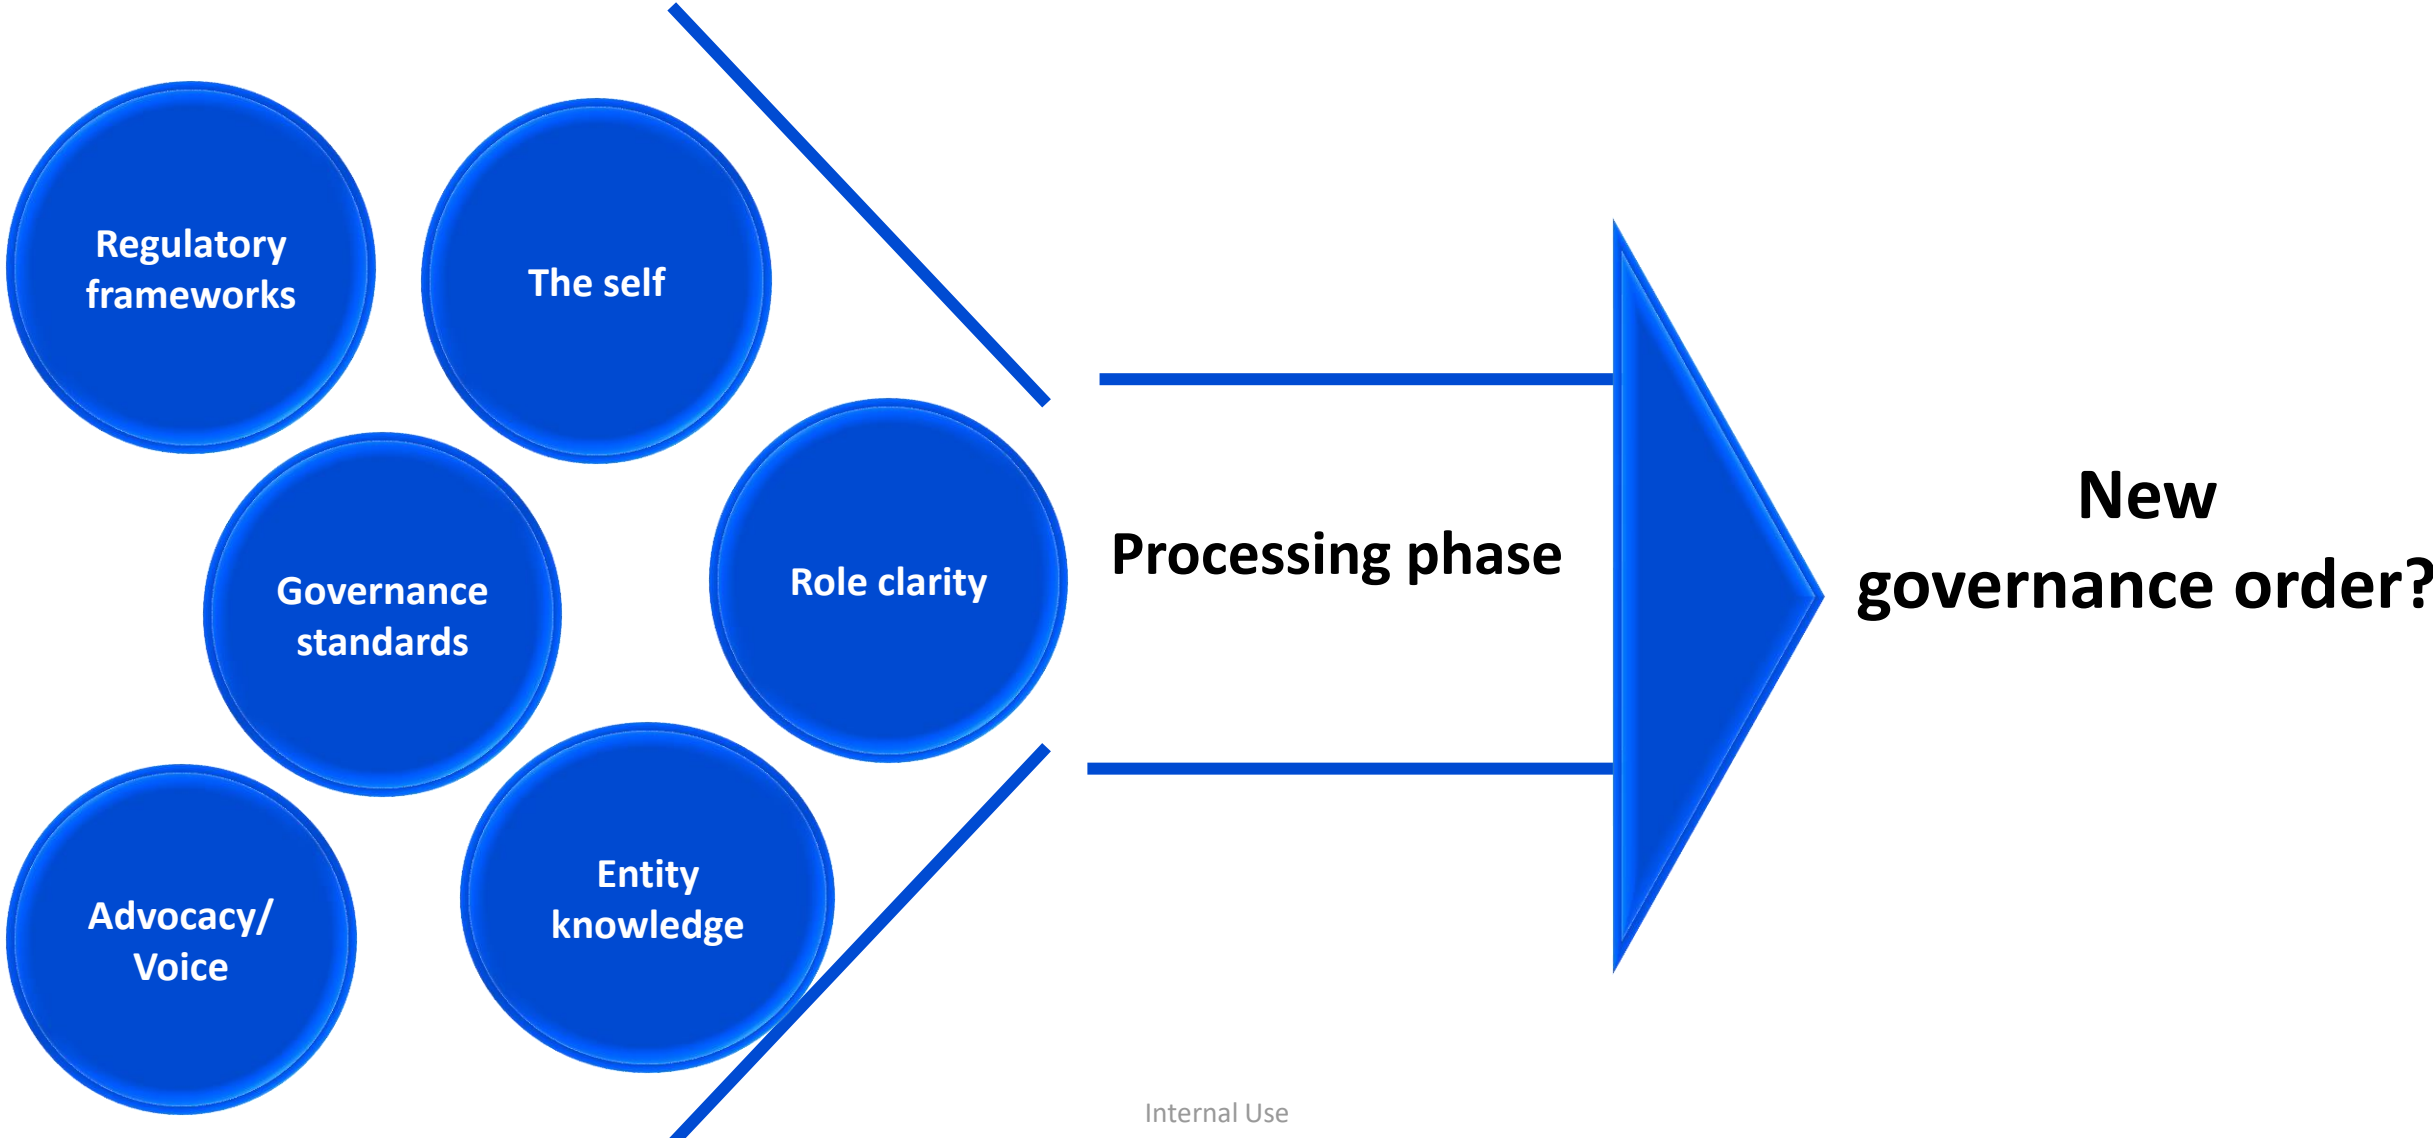 Regulatory
frameworks
The self
Governance
standards
Role clarity
Advocacy/
Voice
Entity
knowledge
Processing phase
New
governance order?
Internal Use